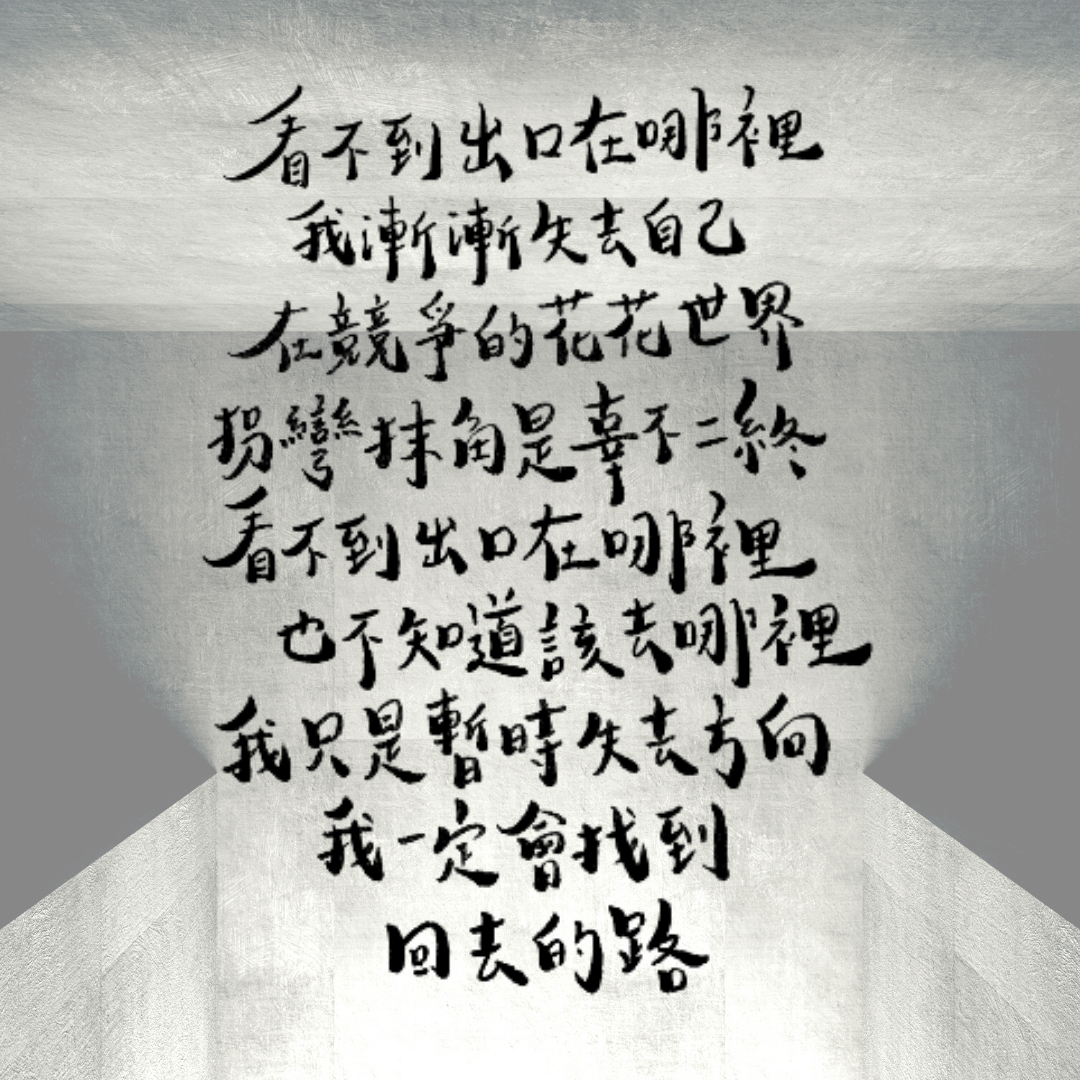 看不到出口在哪裡
我漸漸失去自己
在競爭的花花世界
拐彎抹角是辜不二終
看不到出口在哪裡
也不知道該去哪裡
我只是暫時失去方向
我一定會找到
回去的路